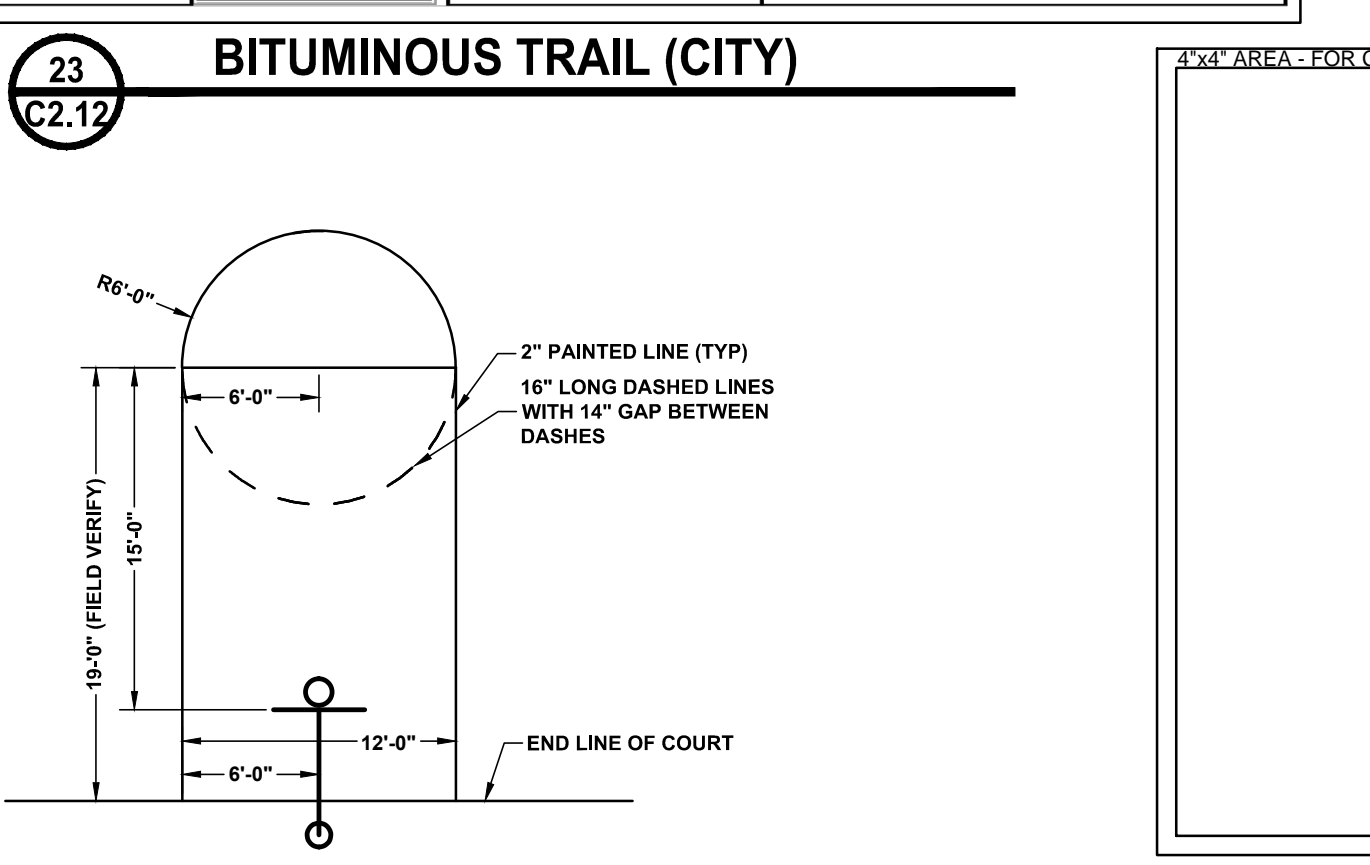 23
C2.12
BITUMINOUS TRAIL (CITY)
4"x4" AREA - FOR
R6'-0"
2" PAINTED LINE (TYP)
16" LONG DASHED LINES
WITH 14" GAP BETWEEN
DASHES
6'-0"
19-'0" (FIELD VERIFY)
15'-0"
12'-0"
END LINE OF COURT
6'-0"